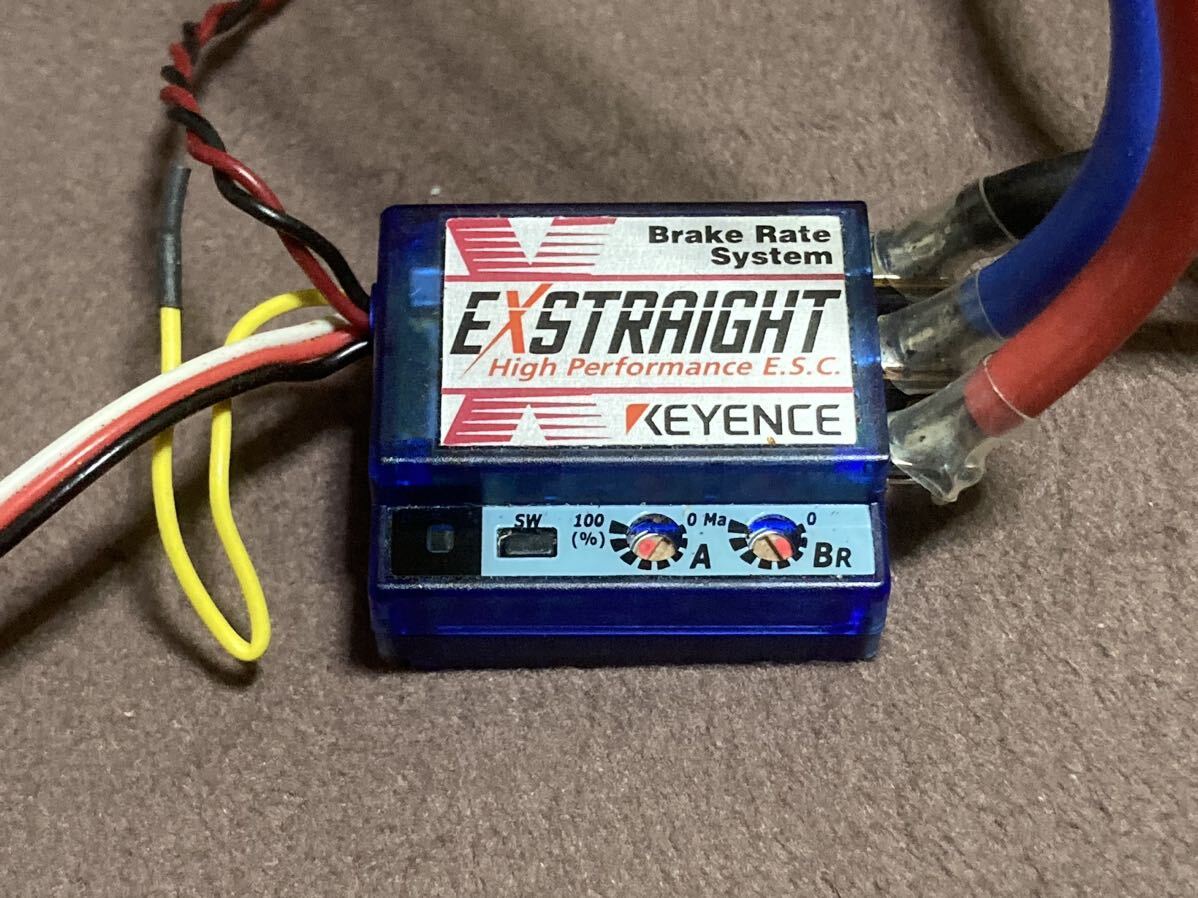 Brake Rate
System
EXSTRAIGHT
High Performance E.S.C.
KEYENCE
SW 100 0 Ma 0
(%) A BR